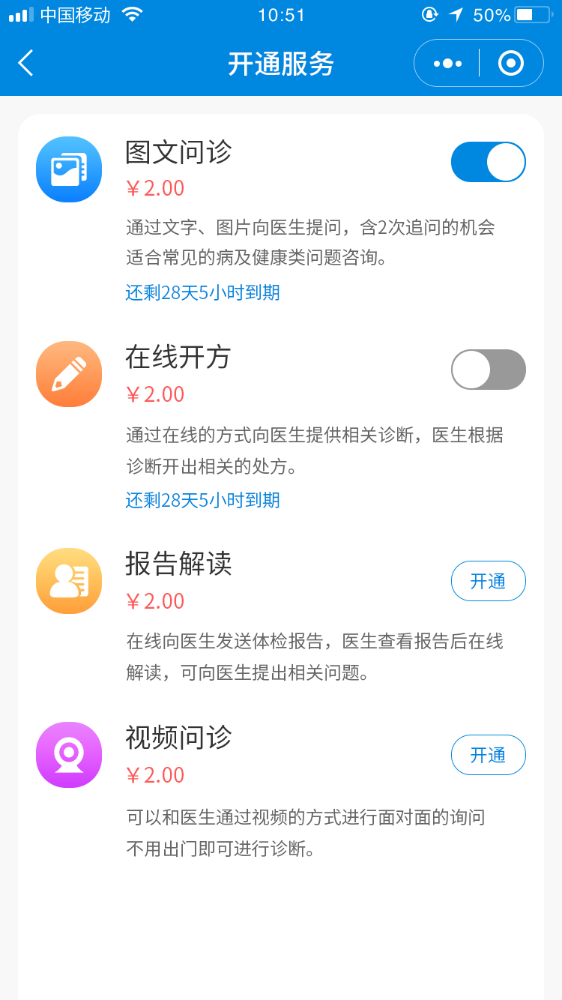 中国移动 10:51 50%
开通服务
图文问诊
￥2.00
通过文字、图片向医生提问，含2次追问的机会
适合常见的病及健康类问题咨询。
还剩28天5小时到期
在线开方
￥2.00
通过在线的方式向医生提供相关诊断，医生根据
诊断开出相关的处方。
还剩28天5小时到期
报告解读
￥2.00
开通
在线向医生发送体检报告，医生查看报告后在线
解读，可向医生提出相关问题。
视频问诊
￥2.00
开通
可以和医生通过视频的方式进行面对面的询问
不用出门即可进行诊断。